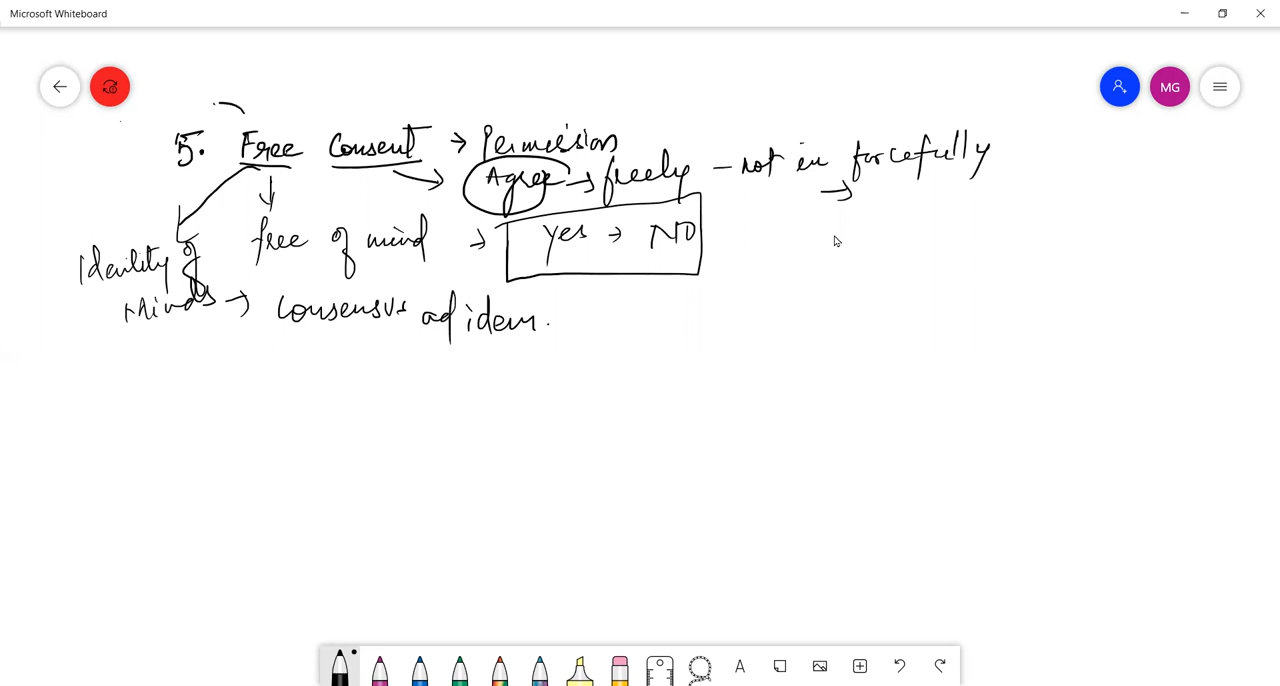 Microsoft Whiteboard
MG
5. Free Consent → Permission
Agree → freely – not in forcefully →
free of mind → Yes → NO
Identity of
Minds → Consensus ad idem.
A